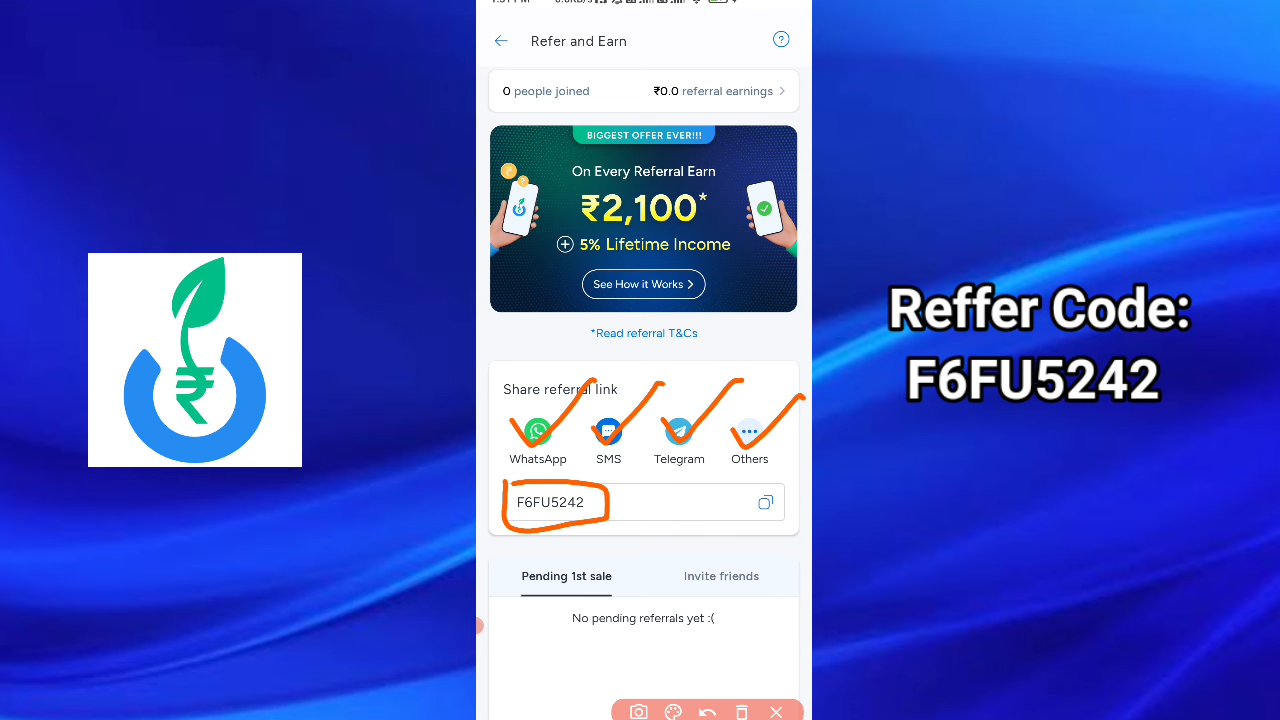 Refer and Earn
0 people joined
₹0.0 referral earnings
BIGGEST OFFER EVER!!!
On Every Referral Earn
₹2,100*
5% Lifetime Income
See How it Works
*Read referral T&Cs
Share referral link
WhatsApp
SMS
Telegram
Others
F6FU5242
Pending 1st sale
Invite friends
No pending referrals yet :(
Reffer Code:
F6FU5242